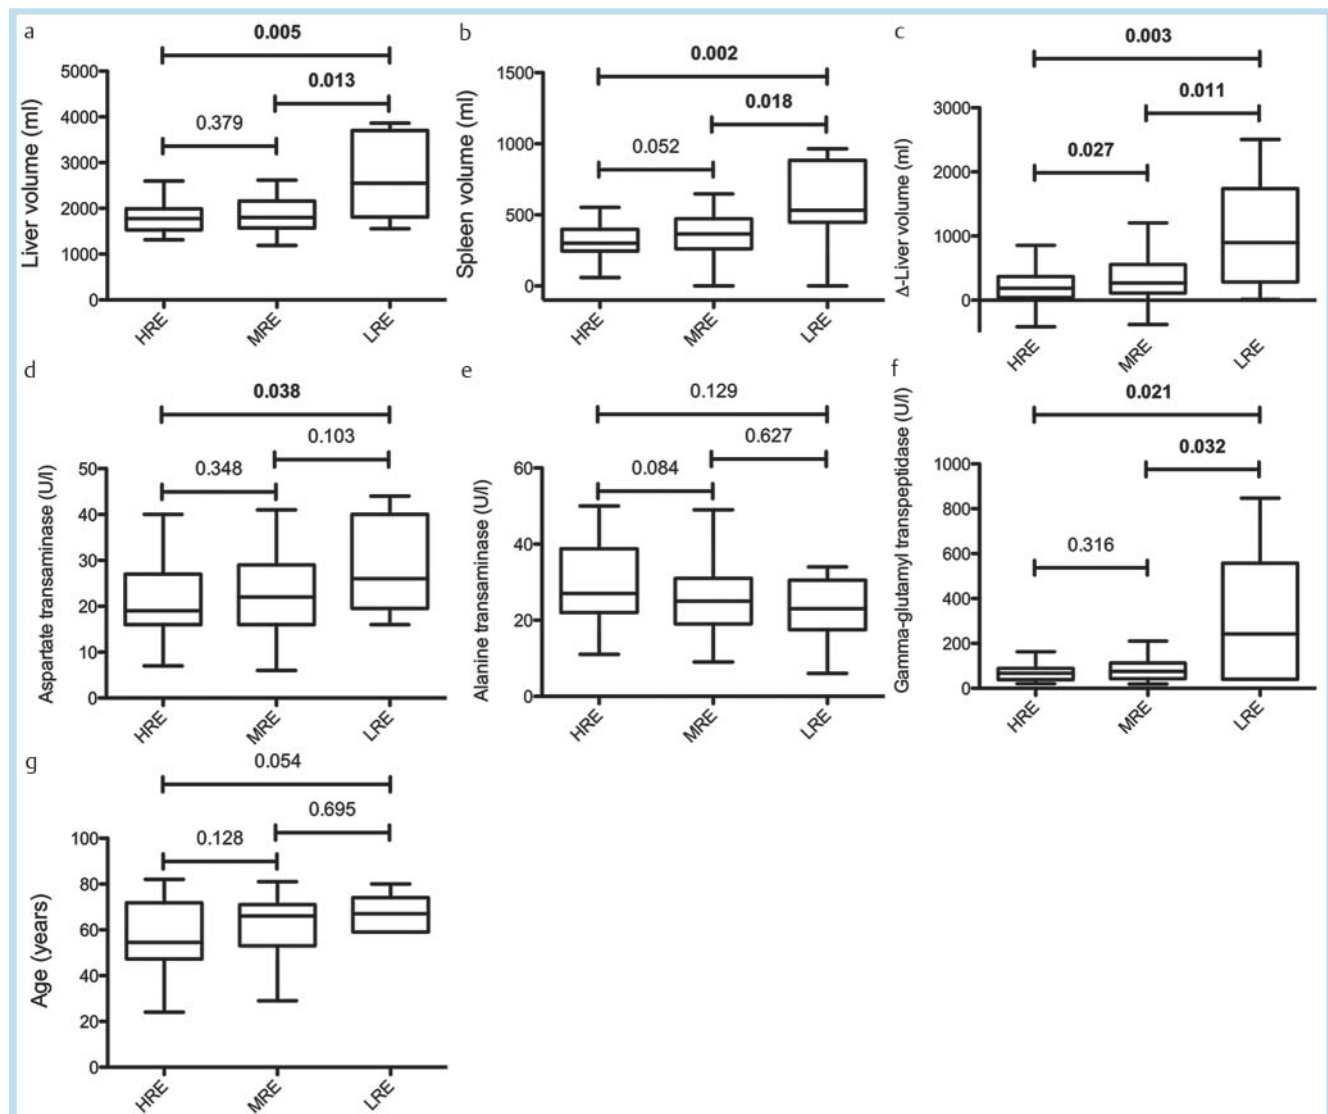 a
0.005
0.013
0.379
Liver volume (ml)
5000
4000
3000
2000
1000
0
HRE
MRE
LRE
b
0.002
0.018
0.052
Spleen volume (ml)
1500
1000
500
0
HRE
MRE
LRE
c
0.003
0.011
0.027
Δ-Liver volume (ml)
3000
2000
1000
0
HRE
MRE
LRE
d
0.038
0.103
0.348
Aspartate transaminase (U/l)
50
40
30
20
10
0
HRE
MRE
LRE
e
0.129
0.627
0.084
Alanine transaminase (U/l)
60
40
20
0
HRE
MRE
LRE
f
0.021
0.032
0.316
Gamma-glutamyl transpeptidase (U/l)
1000
800
600
400
200
0
HRE
MRE
LRE
g
0.054
0.695
0.128
Age (years)
100
80
60
40
20
0
HRE
MRE
LRE